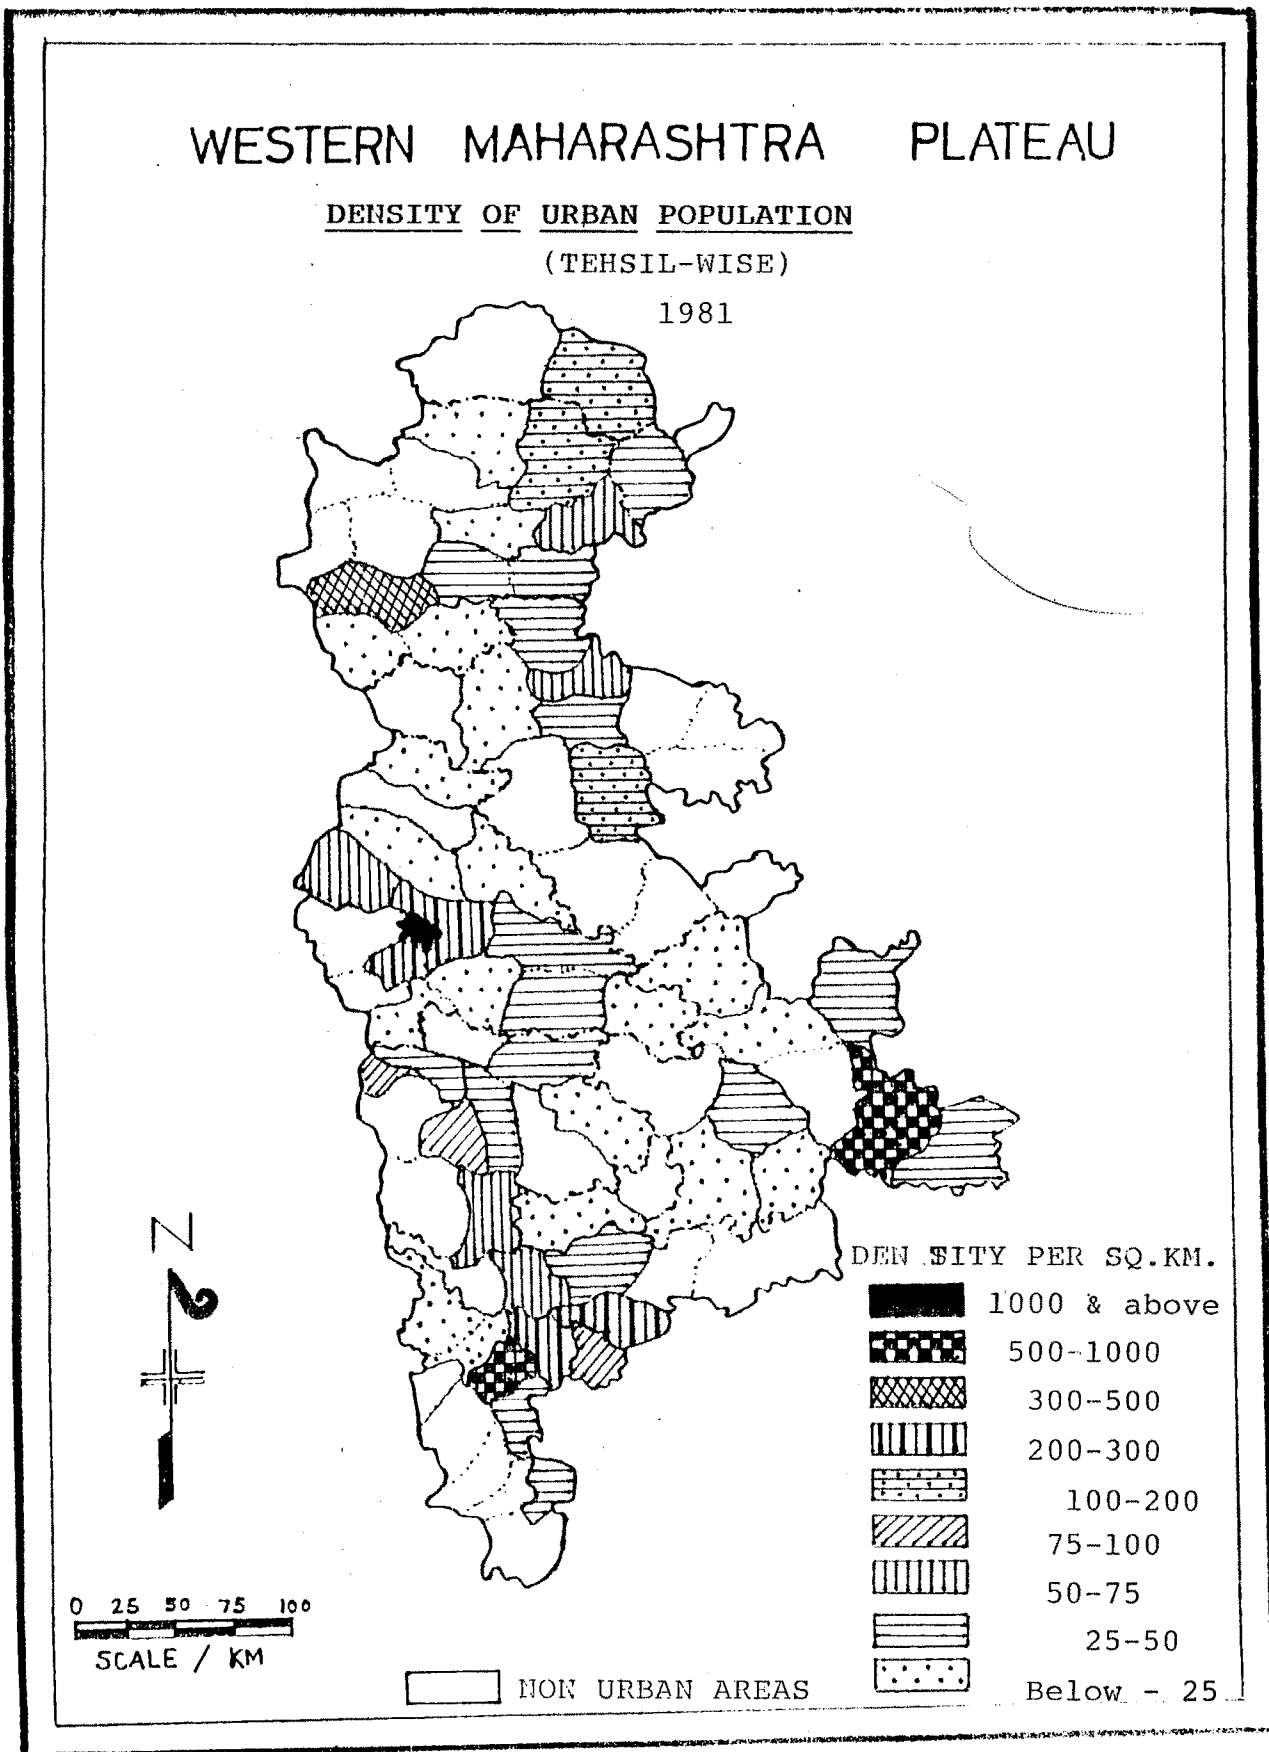 WESTERN MAHARASHTRA PLATEAU
DENSITY OF URBAN POPULATION
(TEHSIL-WISE)
1981
N
DENSITY PER SQ.KM.
1000 & above
500-1000
300-500
200-300
100-200
75-100
50-75
25-50
Below - 25
0 25 50 75 100
SCALE / KM
NON URBAN AREAS